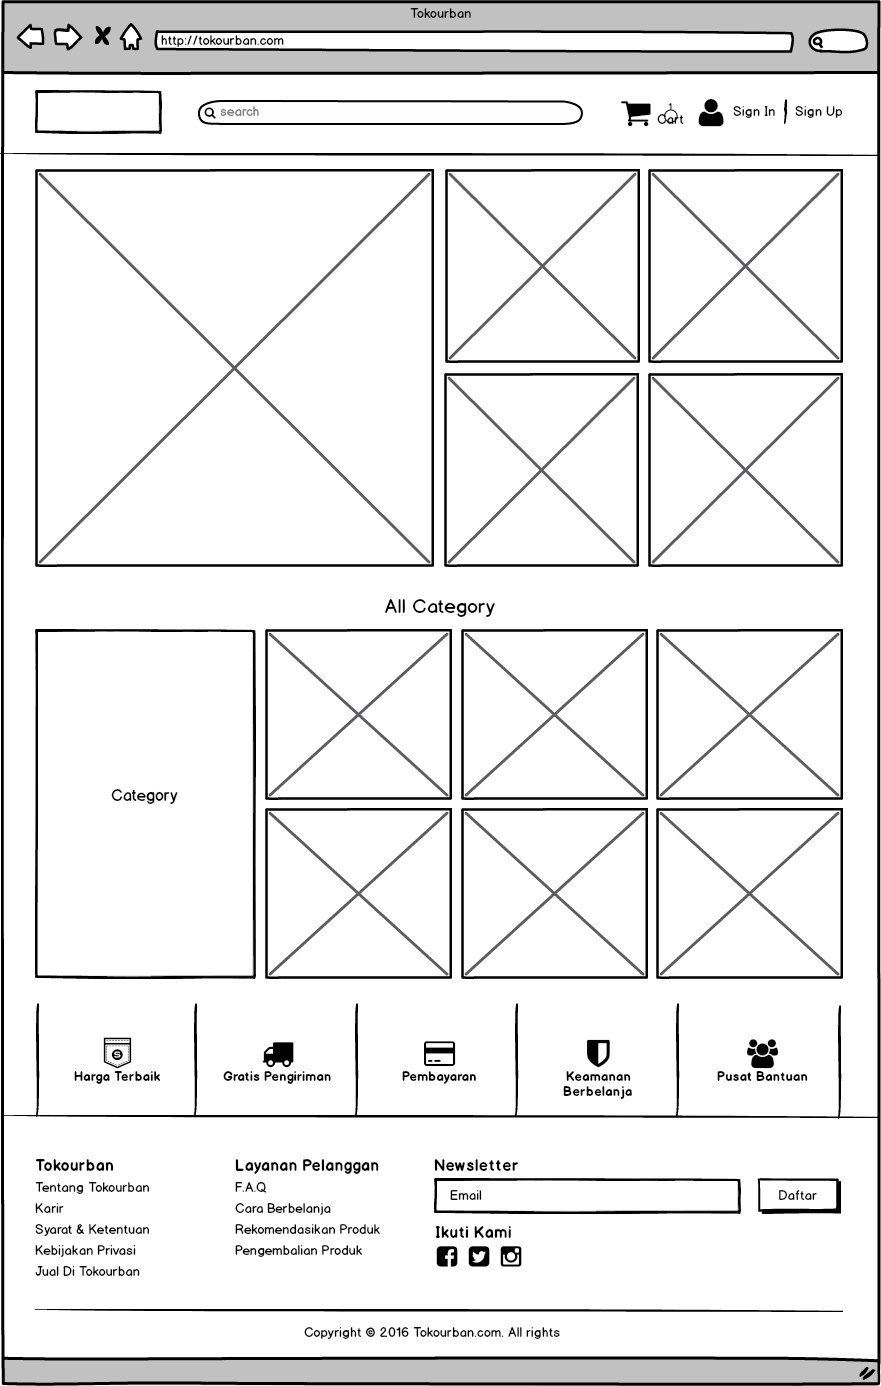 Tokourban
http://tokourban.com
search
1
Cart
Sign In
Sign Up
All Category
Category
Harga Terbaik
Gratis Pengiriman
Pembayaran
Keamanan
Berbelanja
Pusat Bantuan
Tokourban
Tentang Tokourban
Karir
Syarat & Ketentuan
Kebijakan Privasi
Jual Di Tokourban
Layanan Pelanggan
F.A.Q
Cara Berbelanja
Rekomendasikan Produk
Pengembalian Produk
Newsletter
Email
Daftar
Ikuti Kami
Copyright © 2016 Tokourban.com. All rights